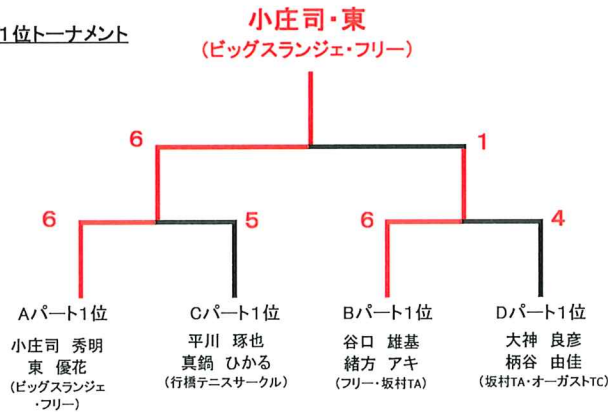 1位トーナメント
小庄司・東
(ビッグスランジェ・フリー)
6
1
6
5
6
4
Aパート1位
小庄司 秀明
東 優花
(ビッグスランジェ
・フリー)
Cパート1位
平川 琢也
真鍋 ひかる
(行橋テニスサークル)
Bパート1位
谷口 雄基
緒方 アキ
(フリー・坂村TA)
Dパート1位
大神 良彦
柄谷 由佳
(坂村TA・オーガストTC)